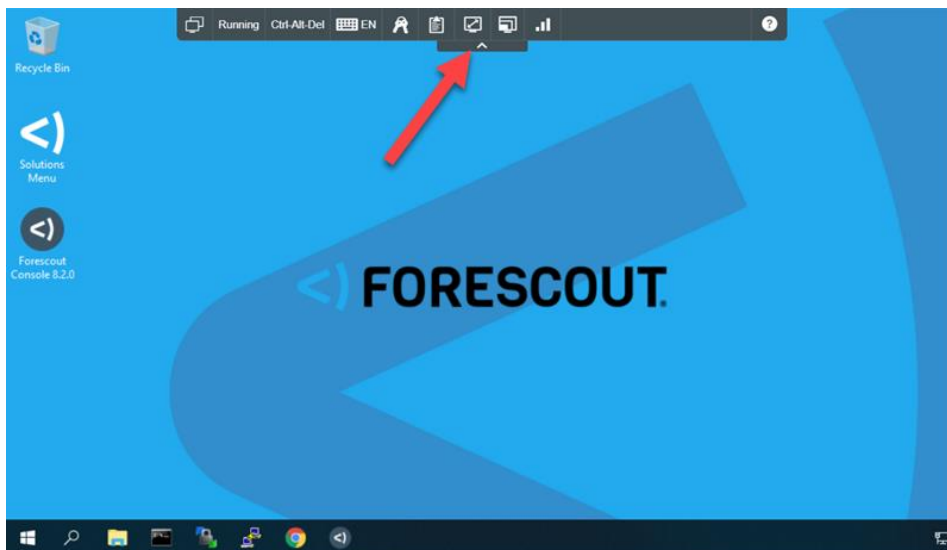 Running Ctrl-Alt-Del EN ?
Recycle Bin
Solutions
Menu
Forescout
Console 8.2.0
FORESCOUT.